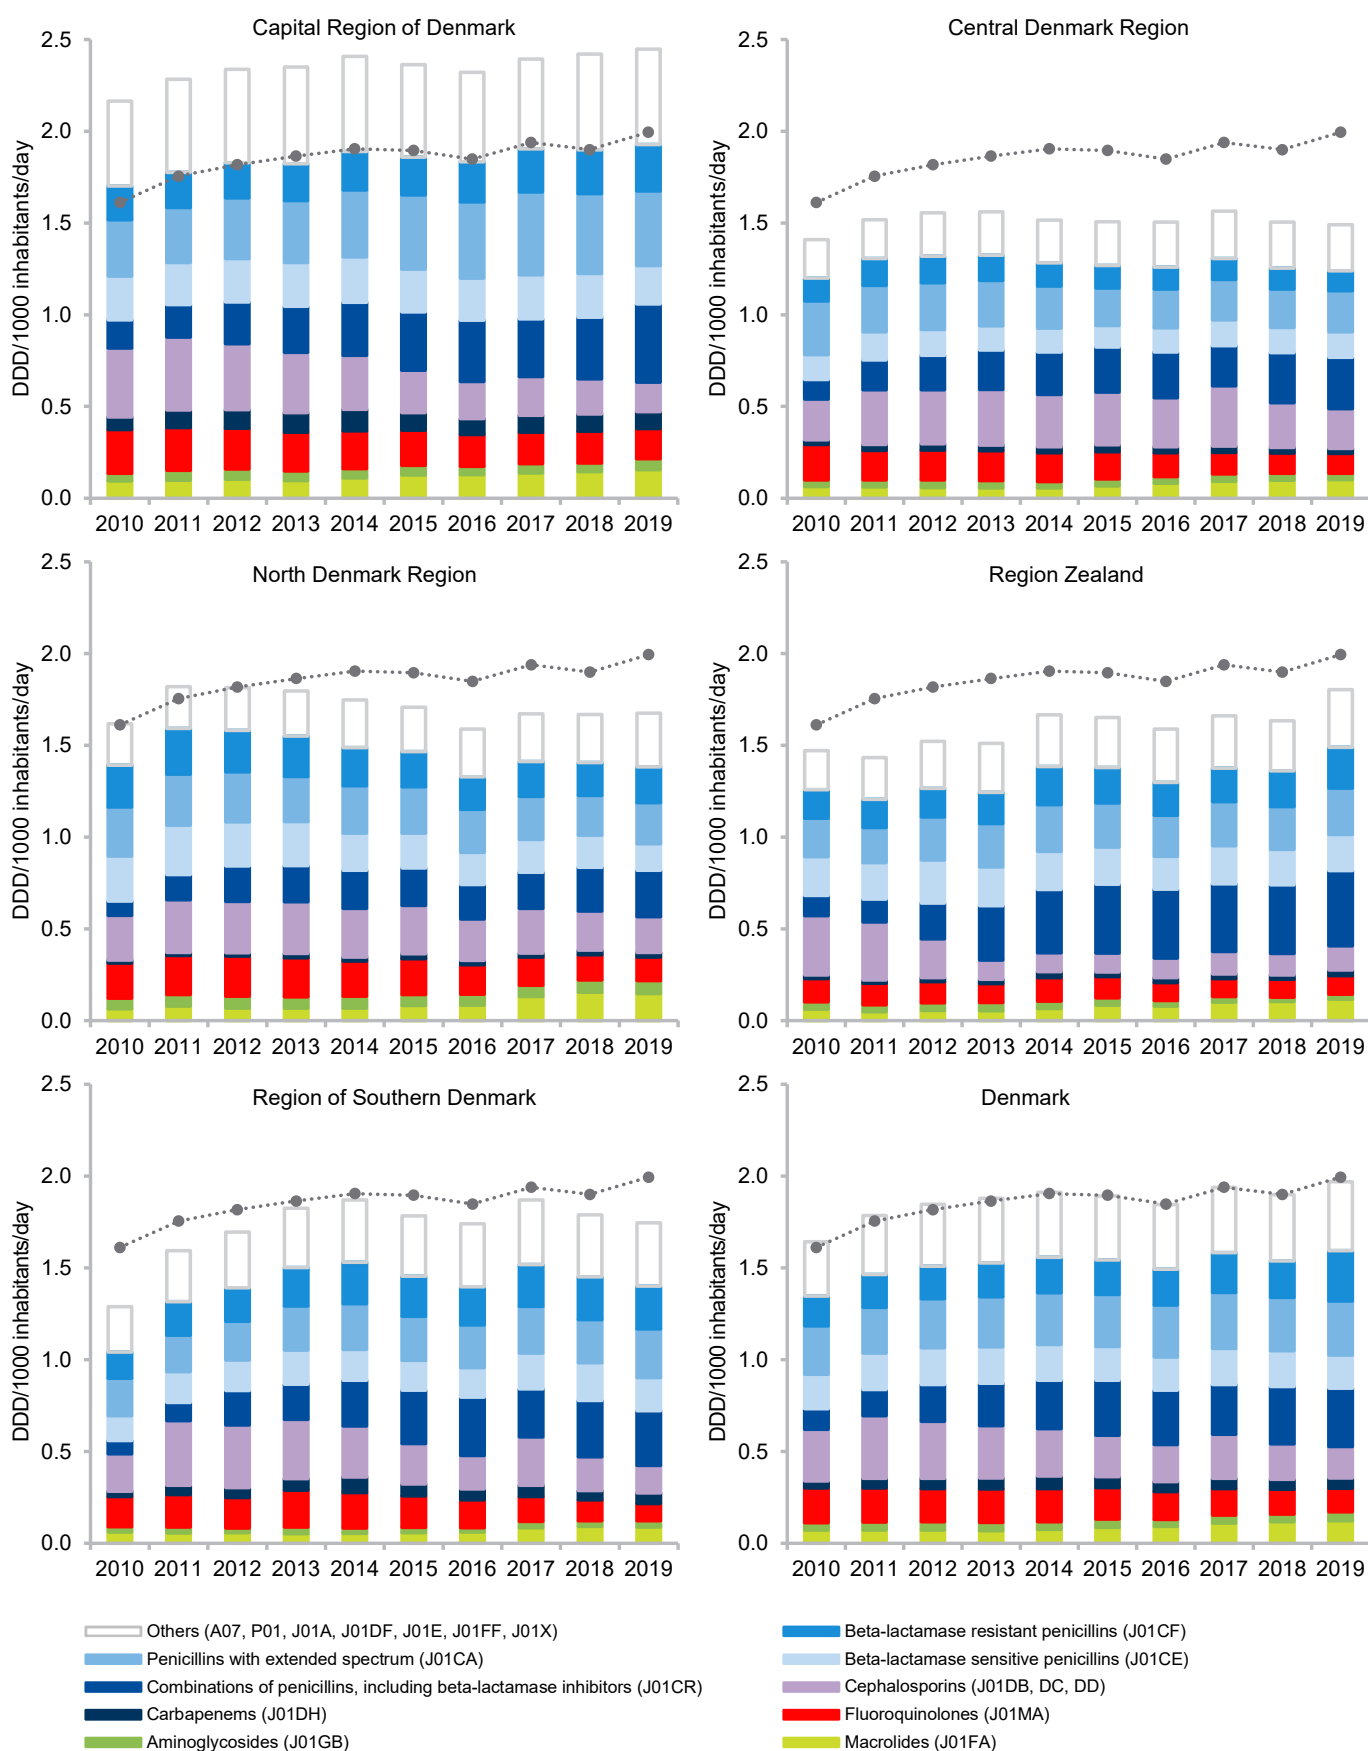 Capital Region of Denmark
DDD/1000 inhabitants/day
2.5
2.0
1.5
1.0
0.5
0.0
2010 2011 2012 2013 2014 2015 2016 2017 2018 2019
Central Denmark Region
DDD/1000 inhabitants/day
2.5
2.0
1.5
1.0
0.5
0.0
2010 2011 2012 2013 2014 2015 2016 2017 2018 2019
North Denmark Region
DDD/1000 inhabitants/day
2.5
2.0
1.5
1.0
0.5
0.0
2010 2011 2012 2013 2014 2015 2016 2017 2018 2019
Region Zealand
DDD/1000 inhabitants/day
2.5
2.0
1.5
1.0
0.5
0.0
2010 2011 2012 2013 2014 2015 2016 2017 2018 2019
Region of Southern Denmark
DDD/1000 inhabitants/day
2.5
2.0
1.5
1.0
0.5
0.0
2010 2011 2012 2013 2014 2015 2016 2017 2018 2019
Denmark
DDD/1000 inhabitants/day
2.5
2.0
1.5
1.0
0.5
0.0
2010 2011 2012 2013 2014 2015 2016 2017 2018 2019
Others (A07, P01, J01A, J01DF, J01E, J01FF, J01X)
Beta-lactamase resistant penicillins (J01CF)
Penicillins with extended spectrum (J01CA)
Beta-lactamase sensitive penicillins (J01CE)
Combinations of penicillins, including beta-lactamase inhibitors (J01CR)
Cephalosporins (J01DB, DC, DD)
Carbapenems (J01DH)
Fluoroquinolones (J01MA)
Aminoglycosides (J01GB)
Macrolides (J01FA)